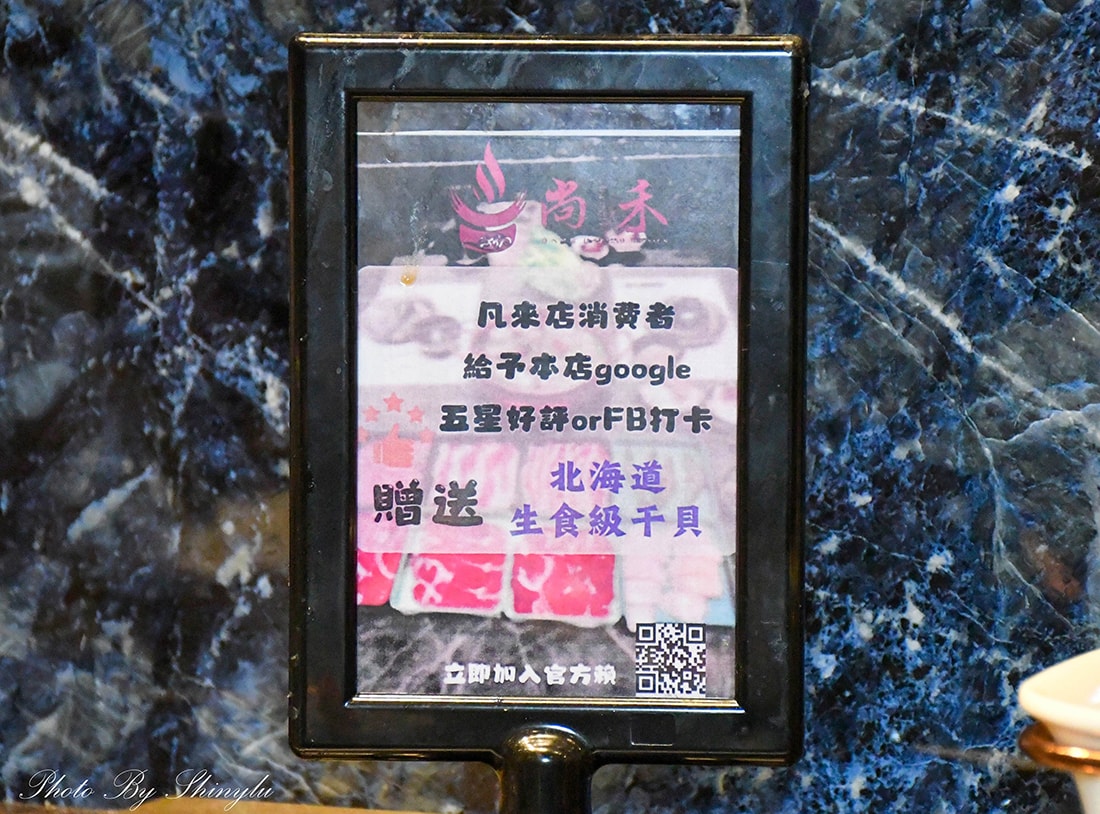 尚禾
凡來店消費者
給予本店google
五星好評orFB打卡
贈送
北海道
生食級干貝
立即加入官方賴
Photo By Shinylu